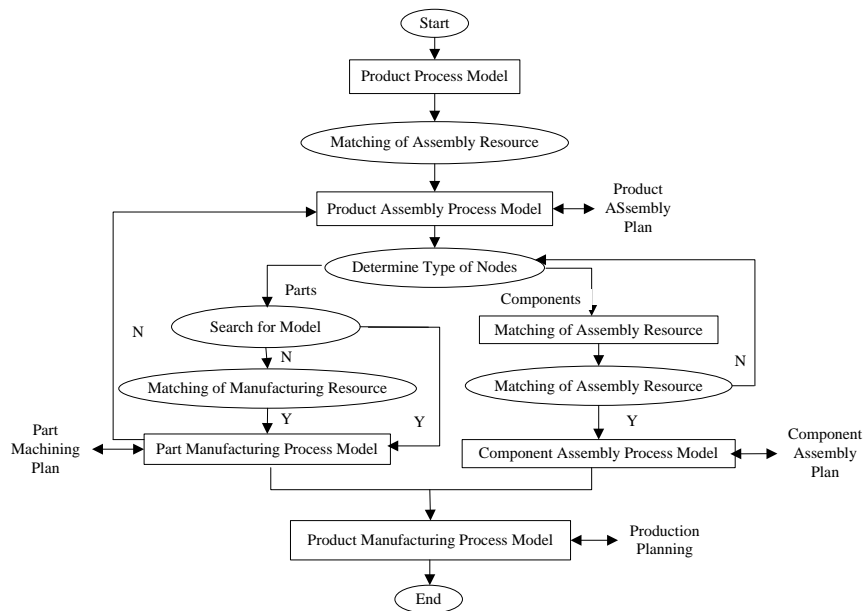 Start
Product Process Model
Matching of Assembly Resource
Product Assembly Process Model
Product
ASsembly
Plan
Determine Type of Nodes
Parts
Components
N
Search for Model
Matching of Assembly Resource
N
N
Matching of Manufacturing Resource
Matching of Assembly Resource
Y
Y
Y
Part
Machining
Plan
Part Manufacturing Process Model
Component Assembly Process Model
Component
Assembly
Plan
Product Manufacturing Process Model
Production
Planning
End